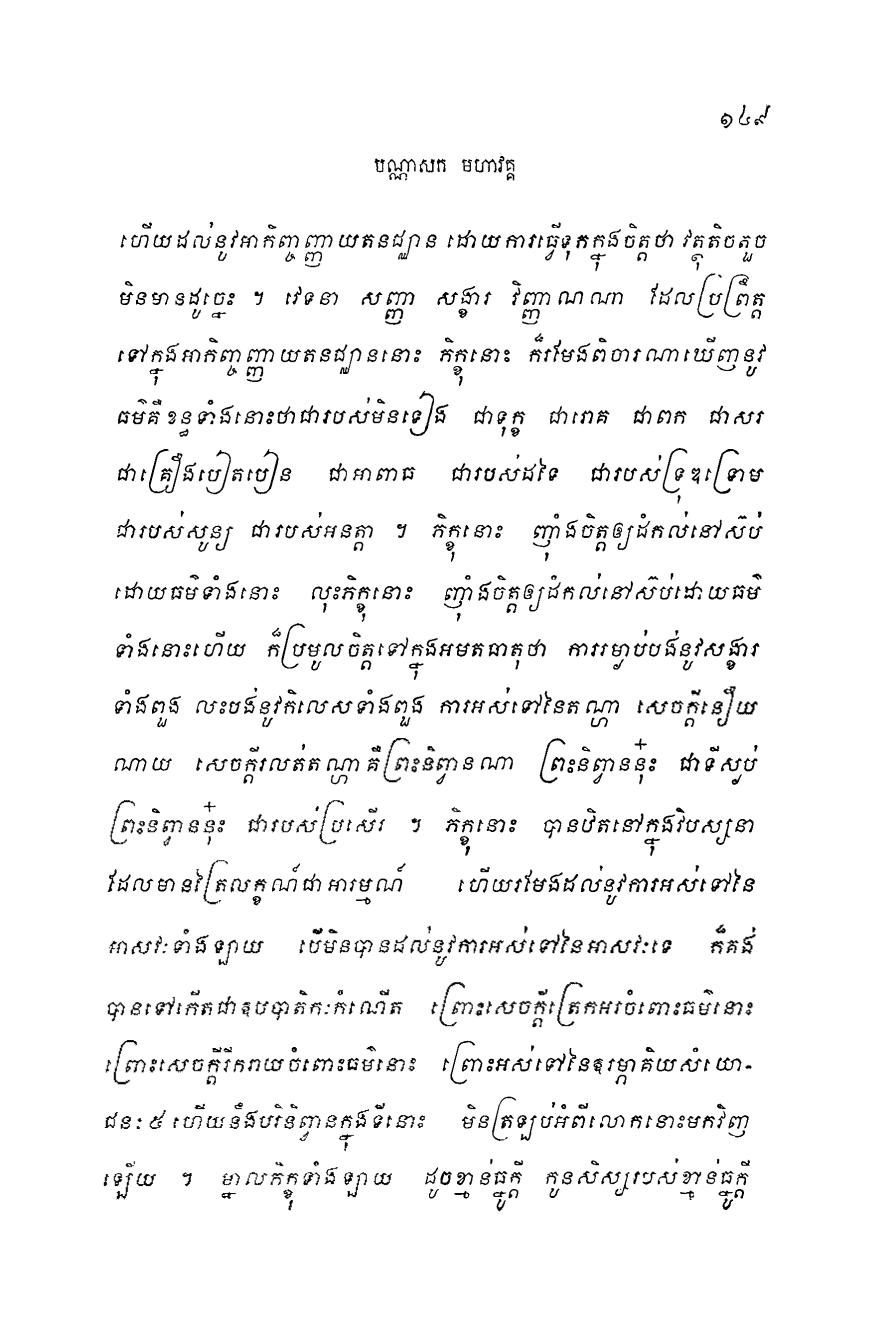 ១៤៩
បណ្ណាសក មហាវគ្គ
ហើយដល់នូវអាកិញ្ចញ្ញាយតនជ្ឈាន ដោយការធ្វើទុកក្នុងចិត្តថា វត្ថុតិចតួច
មិនមានដូច្នេះ ។ វេទនា សញ្ញា សង្ខារ វិញ្ញាណណា ដែលប្រព្រឹត្ត
ទៅក្នុងអាកិញ្ចញ្ញាយតនជ្ឈាននោះ ភិក្ខុនោះ ក៏រមែងពិចារណាឃើញនូវ
ធម៌គឺខន្ធទាំងនោះថាជារបស់មិនទៀង ជាទុក្ខ ជារោគ ជាពក ជាសរ
ជាគ្រឿងបៀតបៀន ជាអាពាធ ជារបស់ដទៃ ជារបស់ទ្រុឌទ្រោម
ជារបស់សូន្យ ជារបស់អនត្តា ។ ភិក្ខុនោះ ញុំាងចិត្តឲ្យដំកល់នៅស៊ប់
ដោយធម៌ទាំងនោះ លុះភិក្ខុនោះ ញុំាងចិត្តឲ្យដំកល់នៅស៊ប់ដោយធម៌
ទាំងនោះហើយ ក៏ប្រមូលចិត្តទៅក្នុងអមតធាតុថា ការរម្ងាប់បង់នូវសង្ខារ
ទាំងពួង លះបង់នូវកិលេសទាំងពួង ការអស់ទៅនៃតណ្ហា សេចក្តីនឿយ
ណាយ សេចក្តីរលត់តណ្ហាគឺព្រះនិព្វានណា ព្រះនិព្វាននុ៎ះ ជាទីស្ងប់
ព្រះនិព្វាននុ៎ះ ជារបស់ប្រសើរ ។ ភិក្ខុនោះ បានឋិតនៅក្នុងវិបស្សនា
ដែលមានត្រៃលក្ខណ៍ជាអារម្មណ៍ ហើយរមែងដល់នូវការអស់ទៅនៃ
អាសវៈទាំងឡាយ បើមិនបានដល់នូវការអស់ទៅនៃអាសវៈទេ ក៏គង់
បានទៅកើតជាឧបបាតិកៈកំណើត ព្រោះសេចក្តីត្រេកអរចំពោះធម៌នោះ
ព្រោះសេចក្តីរីករាយចំពោះធម៌នោះ ព្រោះអស់ទៅនៃឱរម្ភាគិយសំយោ-
ជនៈ ៥ ហើយនឹងបរិនិព្វានក្នុងទីនោះ មិនត្រឡប់អំពីលោកនោះមកវិញ
ឡើយ ។ ម្នាលភិក្ខុទាំងឡាយ ដូចខ្មាន់ធ្នូក្តី កូនសិស្សរបស់ខ្មាន់ធ្នូក្តី